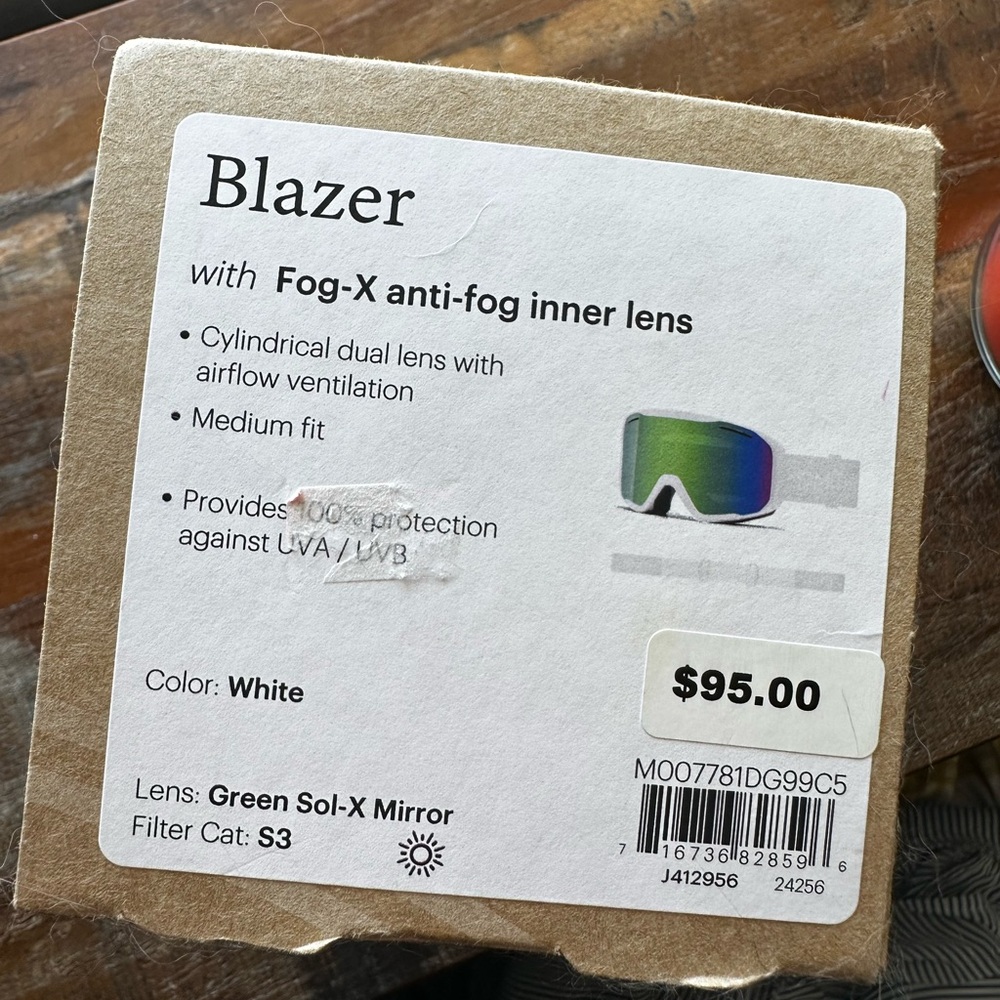 Blazer
with Fog-X anti-fog inner lens
• Cylindrical dual lens with
airflow ventilation
• Medium fit
• Provides 100% protection
against UVA / UVB
Color: White
$95.00
Lens: Green Sol-X Mirror
Filter Cat: S3
M007781DG99C5
7 16736 82859 6
J412956 24256